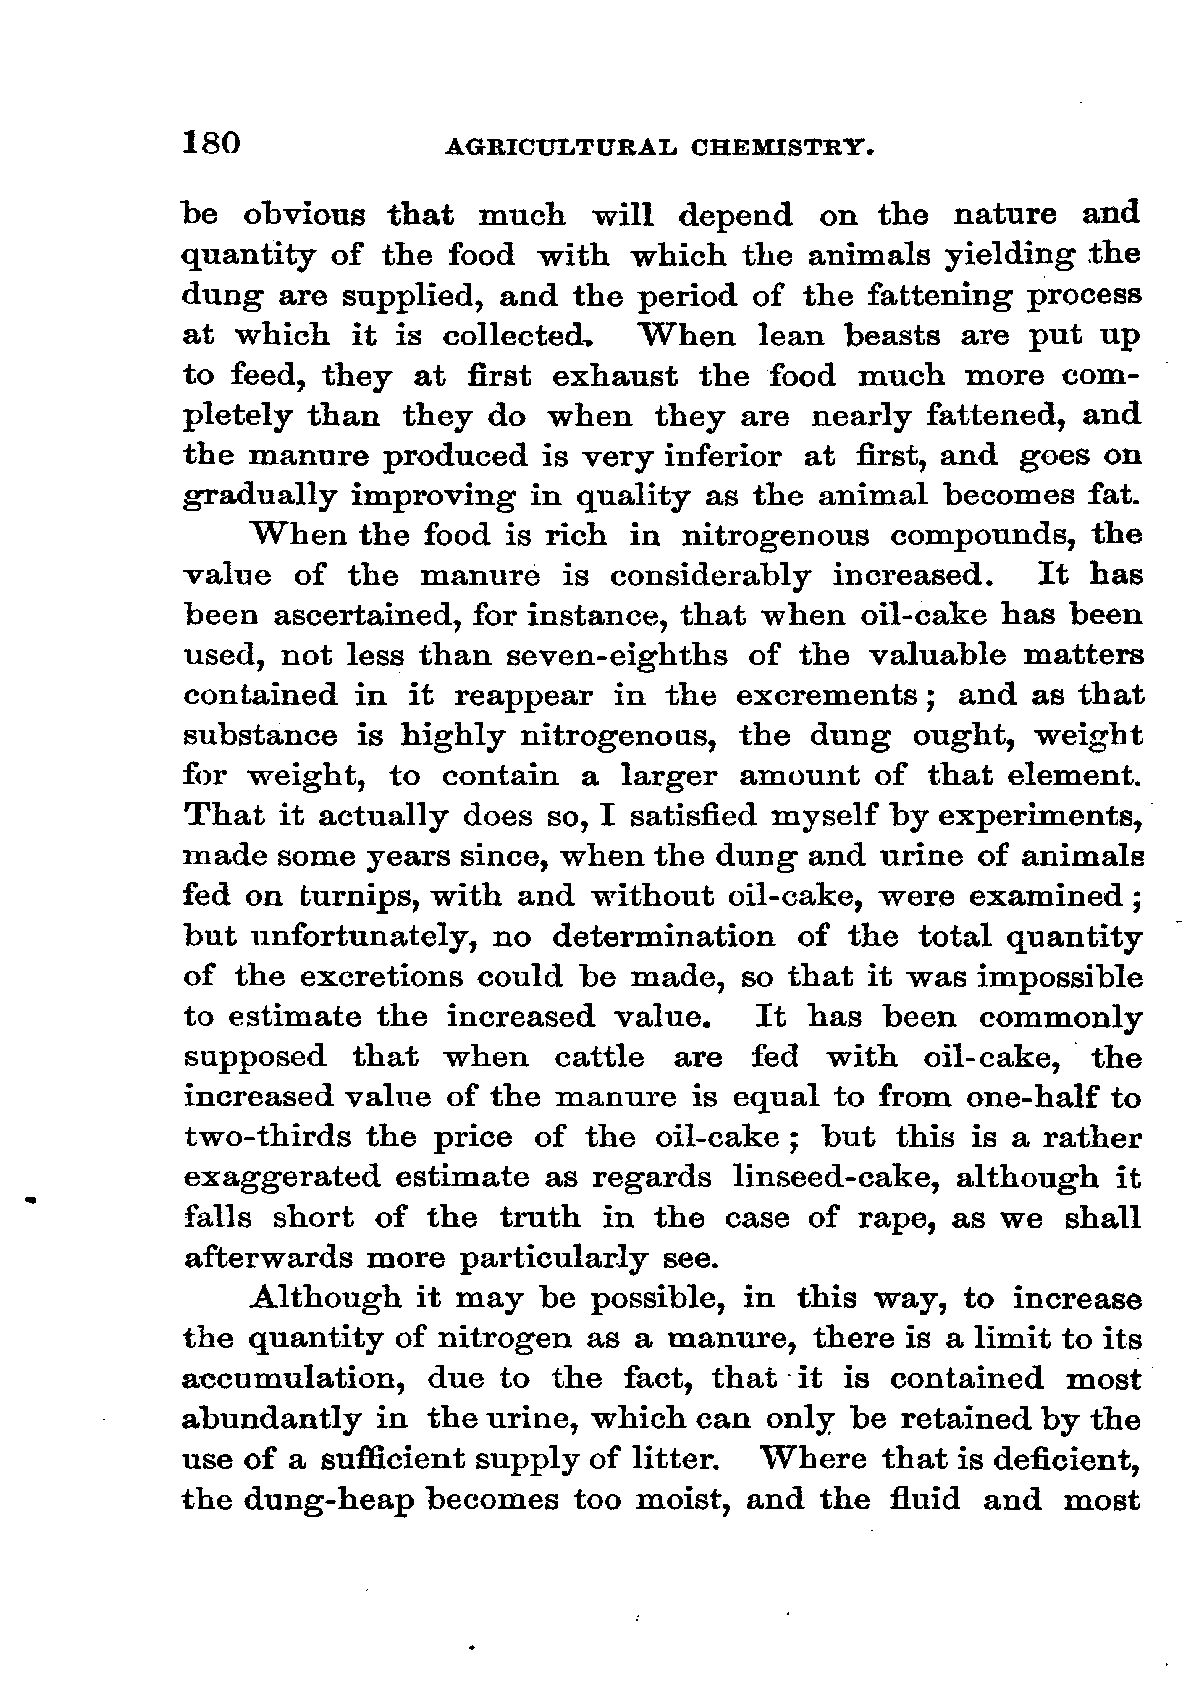 180 AGRICULTURAL CHEMISTRY.
be obvious that much will depend on the nature and
quantity of the food with which the animals yielding the
dung are supplied, and the period of the fattening process
at which it is collected. When lean beasts are put up
to feed, they at first exhaust the food much more com-
pletely than they do when they are nearly fattened, and
the manure produced is very inferior at first, and goes on
gradually improving in quality as the animal becomes fat.
When the food is rich in nitrogenous compounds, the
value of the manure is considerably increased. It has
been ascertained, for instance, that when oil-cake has been
used, not less than seven-eighths of the valuable matters
contained in it reappear in the excrements; and as that
substance is highly nitrogenous, the dung ought, weight
for weight, to contain a larger amount of that element.
That it actually does so, I satisfied myself by experiments,
made some years since, when the dung and urine of animals
fed on turnips, with and without oil-cake, were examined;
but unfortunately, no determination of the total quantity
of the excretions could be made, so that it was impossible
to estimate the increased value. It has been commonly
supposed that when cattle are fed with oil-cake, the
increased value of the manure is equal to from one-half to
two-thirds the price of the oil-cake; but this is a rather
exaggerated estimate as regards linseed-cake, although it
falls short of the truth in the case of rape, as we shall
afterwards more particularly see.
Although it may be possible, in this way, to increase
the quantity of nitrogen as a manure, there is a limit to its
accumulation, due to the fact, that it is contained most
abundantly in the urine, which can only be retained by the
use of a sufficient supply of litter. Where that is deficient,
the dung-heap becomes too moist, and the fluid and most